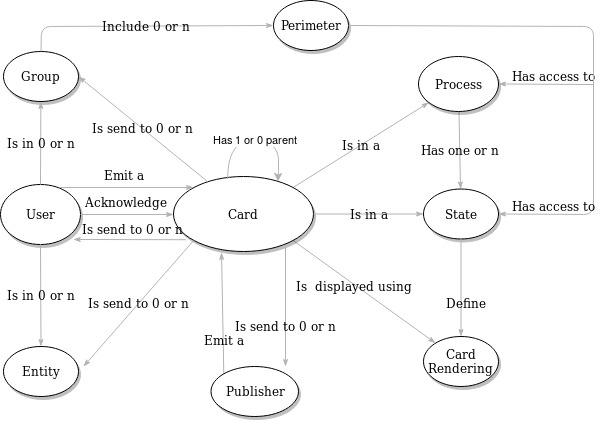 Include 0 or n
Perimeter
Group
Has access to
Process
Is send to 0 or n
Is in 0 or n
Has 1 or 0 parent
Is in a
Has one or n
Emit a
Acknowledge
User
Card
Is in a
State
Has access to
Is send to 0 or n
Is in 0 or n
Is send to 0 or n
Is  displayed using
Define
Is send to 0 or n
Emit a
Entity
Publisher
Card
Rendering